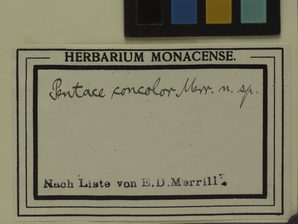 HERBARIUM MONACENSE.
Pentace concolor Merr. n. sp.
Nach Liste von E.D.Merrill.